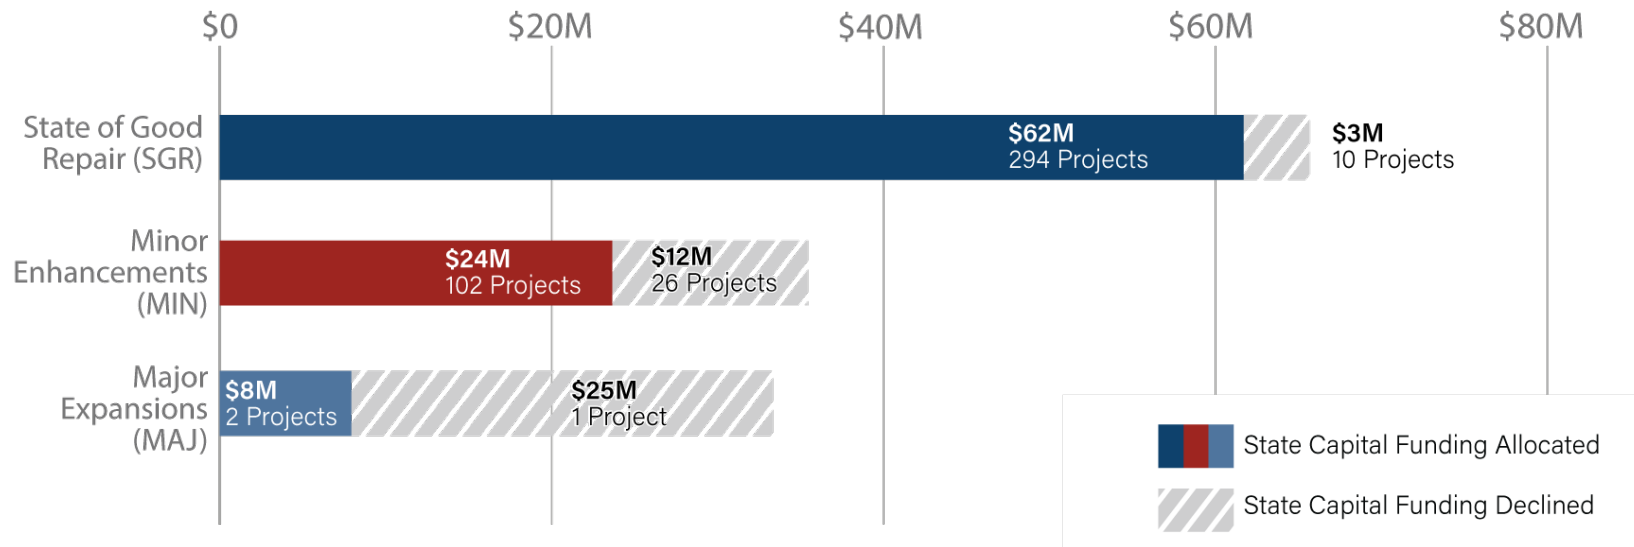 $0 $20M $40M $60M $80M
State of Good
Repair (SGR)
$62M
294 Projects
$3M
10 Projects
Minor
Enhancements
(MIN)
$24M
102 Projects
$12M
26 Projects
Major
Expansions
(MAJ)
$8M
2 Projects
$25M
1 Project
State Capital Funding Allocated
State Capital Funding Declined